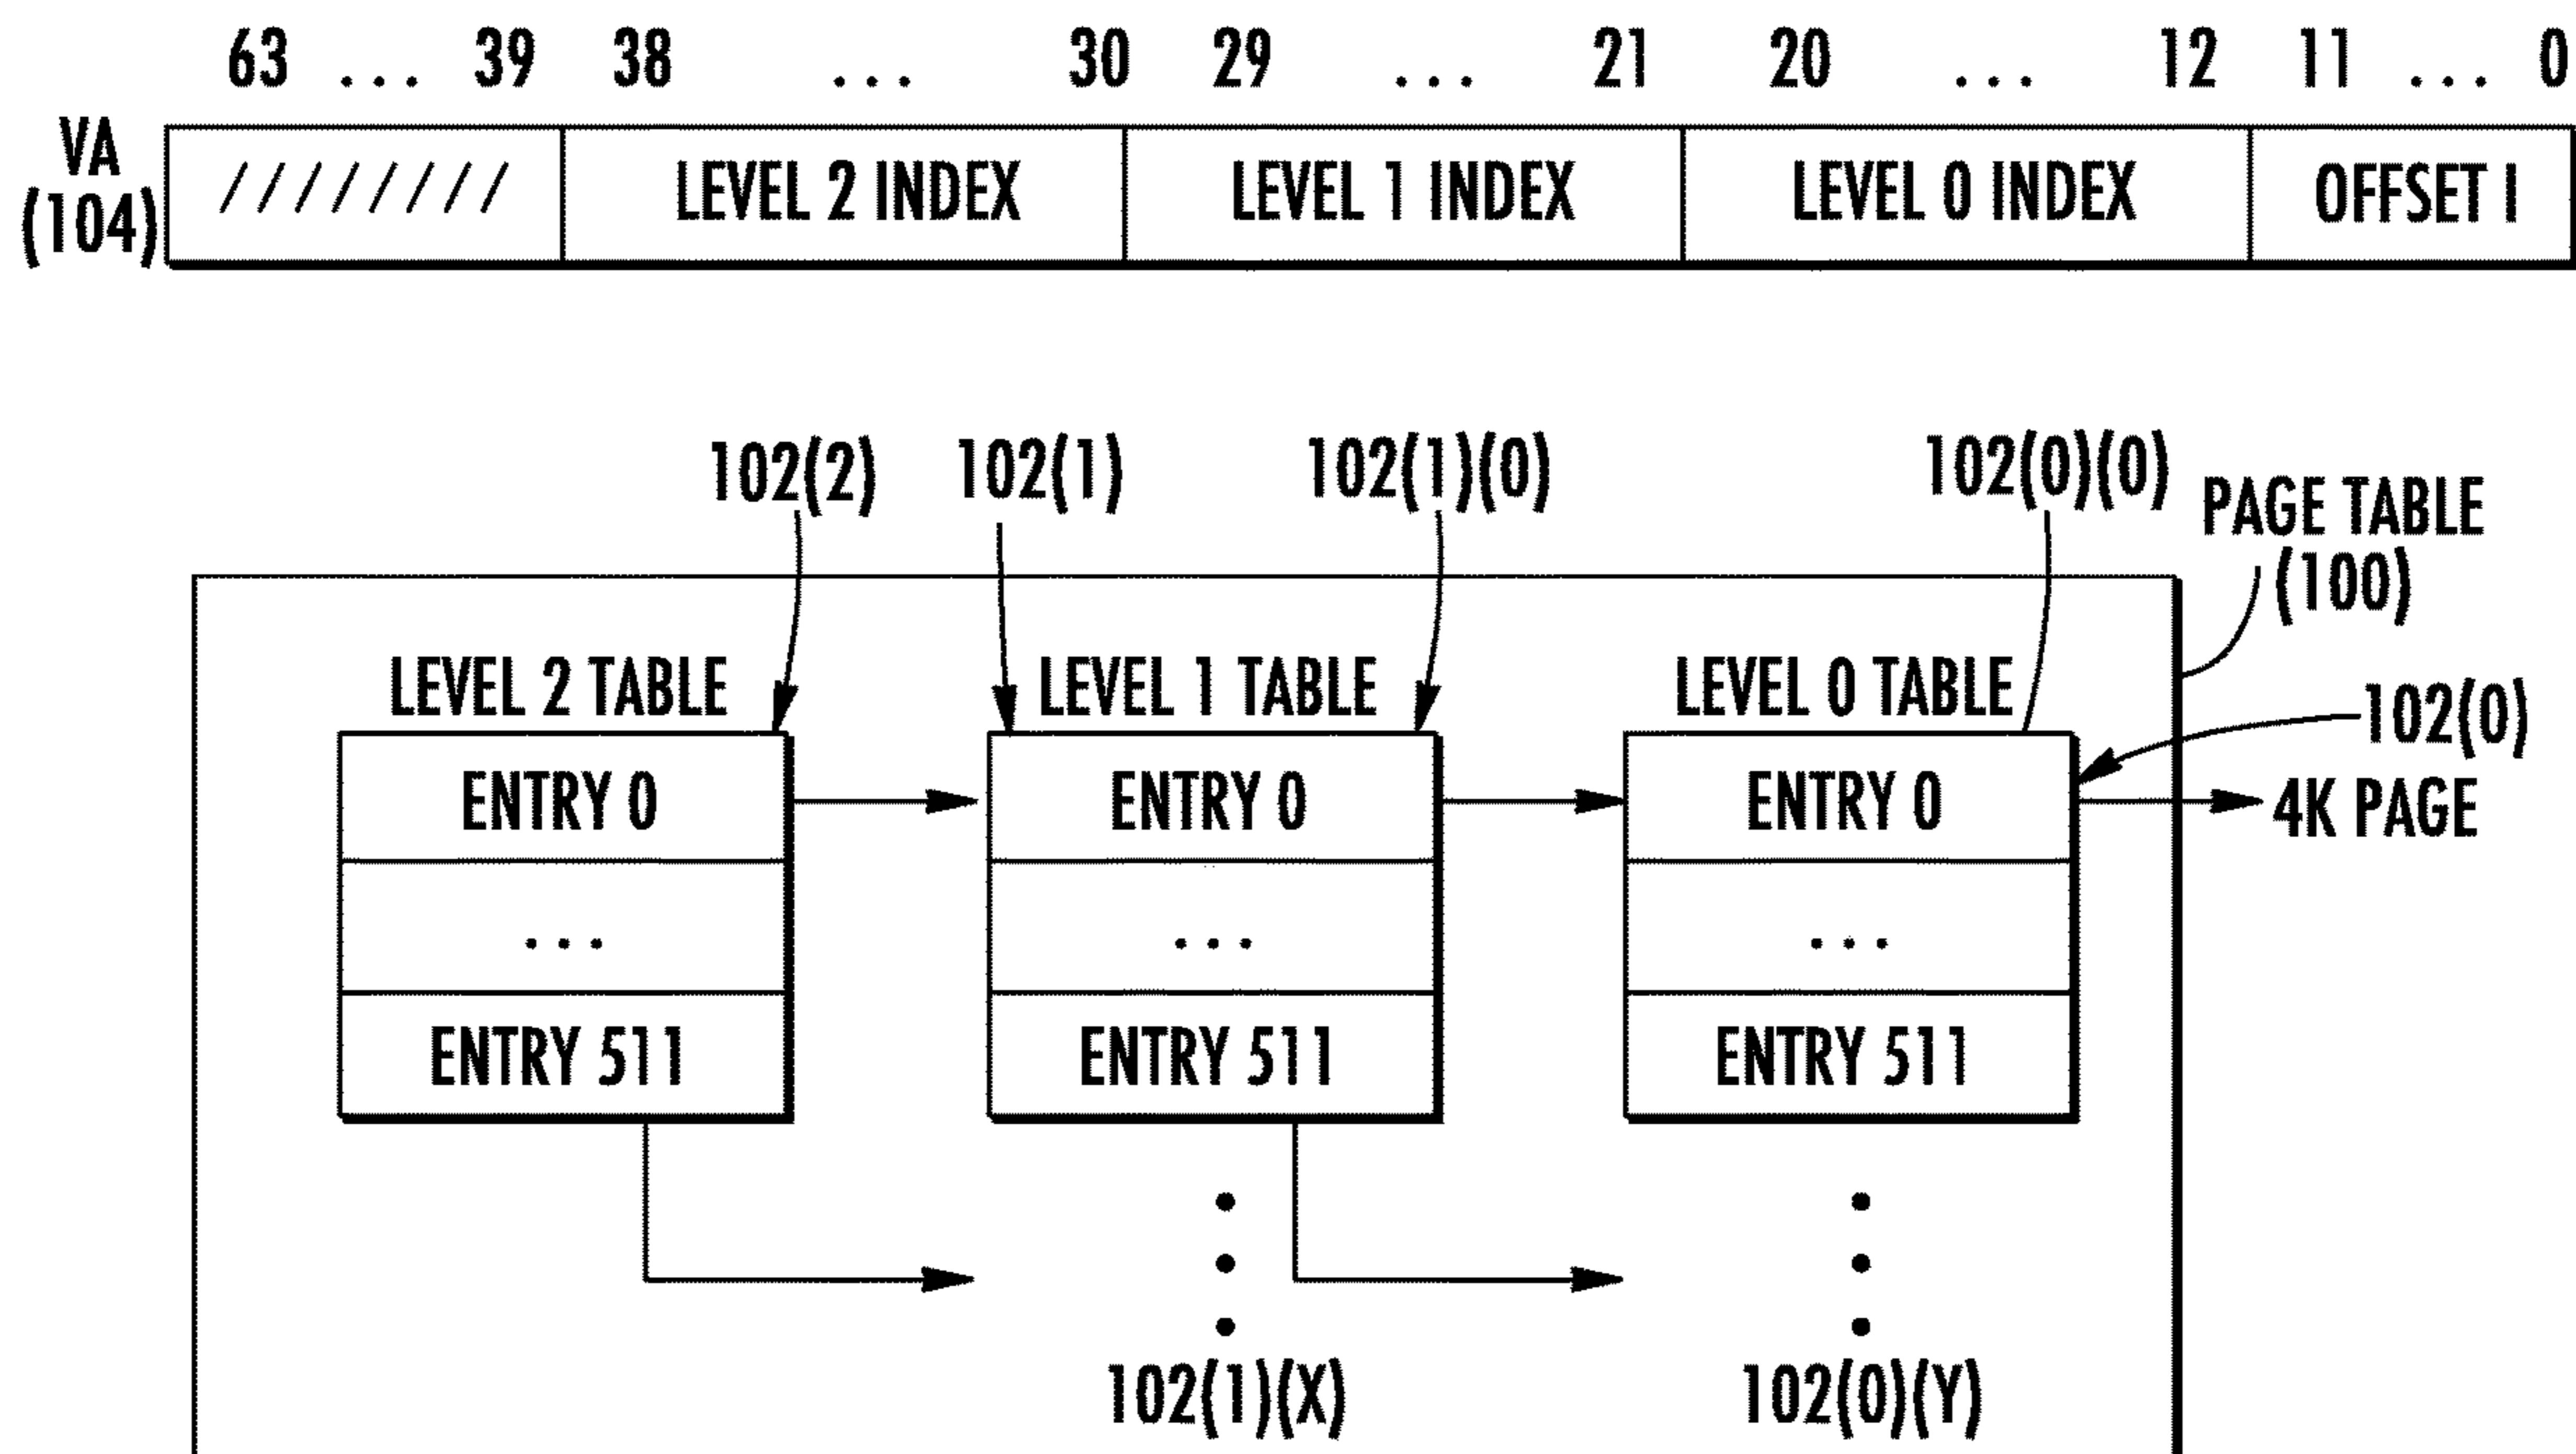 63 ... 39 38 ... 30 29 ... 21 20 ... 12 11 ... 0
VA
(104)
//////// LEVEL 2 INDEX LEVEL 1 INDEX LEVEL 0 INDEX OFFSET I
102(2) 102(1) 102(1)(0) 102(0)(0)
PAGE TABLE
(100)
LEVEL 2 TABLE LEVEL 1 TABLE LEVEL 0 TABLE
102(0)
ENTRY 0 ENTRY 0 ENTRY 0 4K PAGE
... ... ...
ENTRY 511 ENTRY 511 ENTRY 511
102(1)(X) 102(0)(Y)